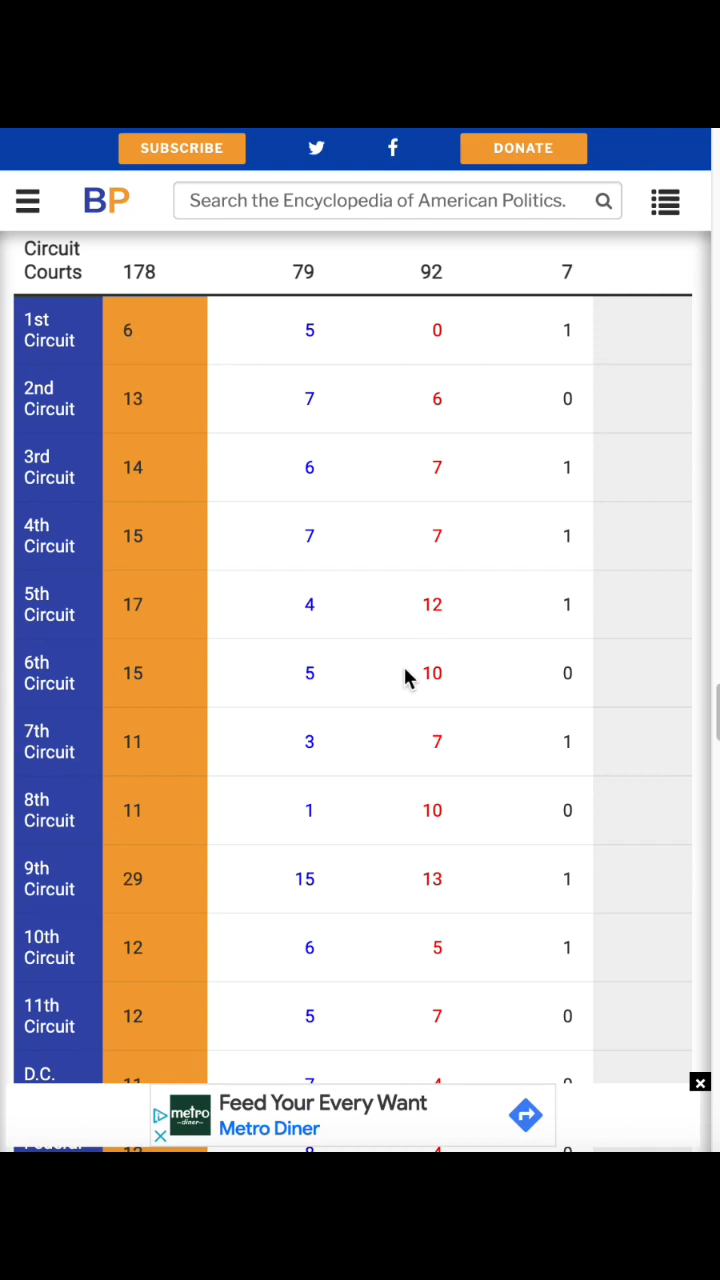 SUBSCRIBE DONATE
BP Search the Encyclopedia of American Politics.
Circuit
Courts 178 79 92 7
1st
Circuit 6 5 0 1
2nd
Circuit 13 7 6 0
3rd
Circuit 14 6 7 1
4th
Circuit 15 7 7 1
5th
Circuit 17 4 12 1
6th
Circuit 15 5 10 0
7th
Circuit 11 3 7 1
8th
Circuit 11 1 10 0
9th
Circuit 29 15 13 1
10th
Circuit 12 6 5 1
11th
Circuit 12 5 7 0
D.C.
metro
diner
Feed Your Every Want
Metro Diner